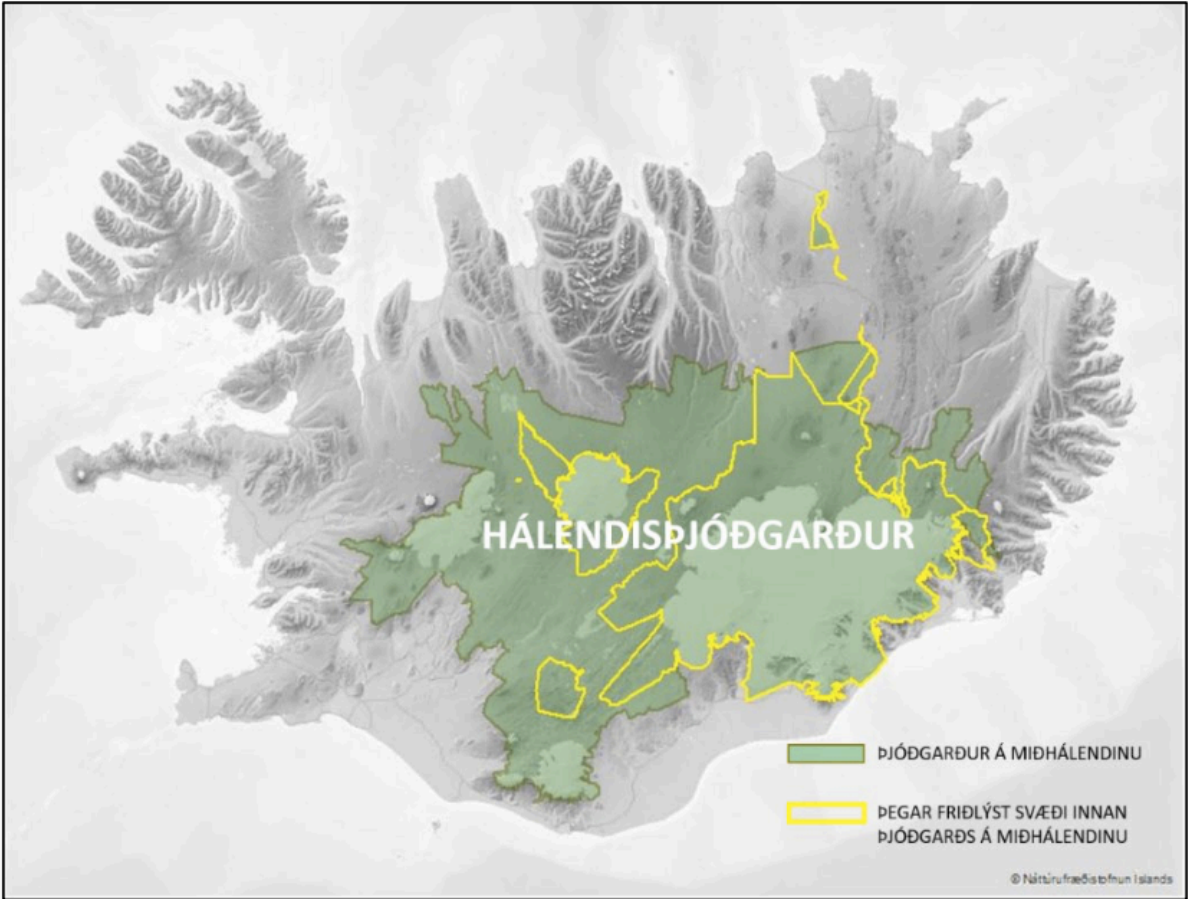 HÁLENDISÞJÓÐGARÐUR
ÞJÓÐGARÐUR Á MIÐHÁLENDINU
ÞEGAR FRIÐLÝST SVÆÐI INNAN
ÞJÓÐGARÐS Á MIÐHÁLENDINU
© Náttúrufræðistofnun Íslands